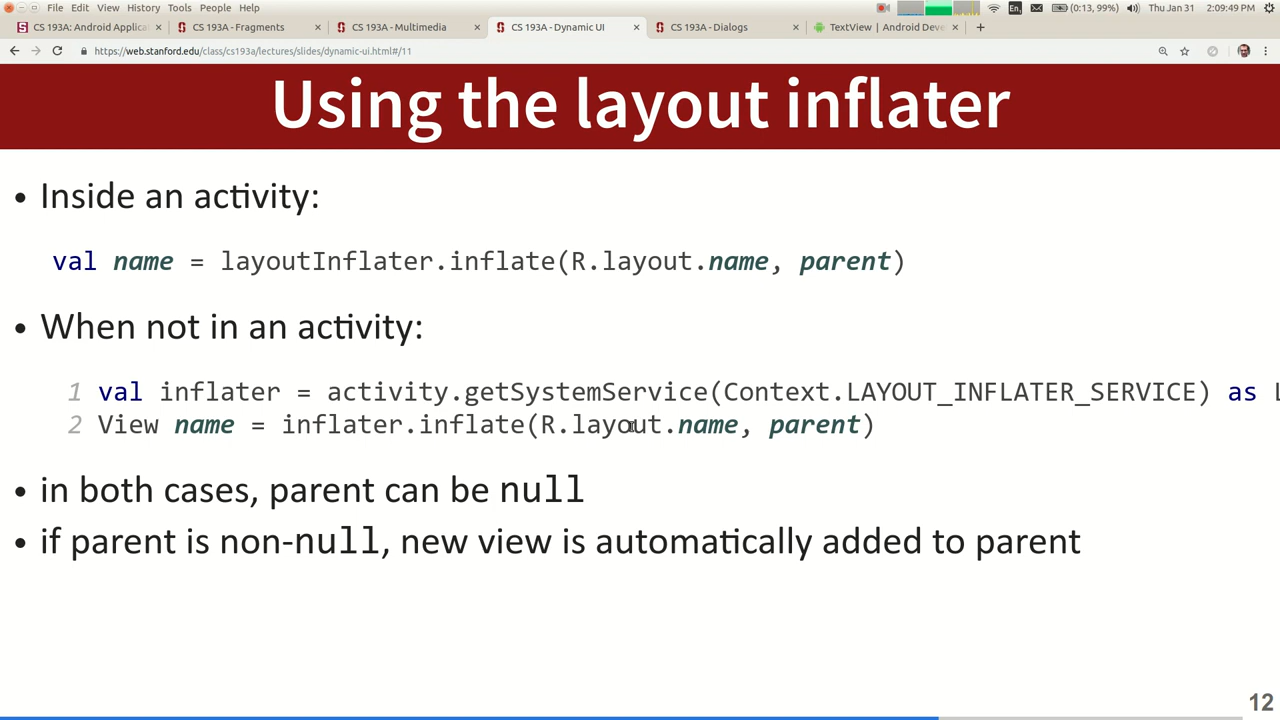 File Edit View History Tools People Help
En, (0:13, 99%) Thu Jan 31 2:09:49 PM
CS 193A: Android Applica
CS 193A - Fragments
CS 193A - Multimedia
CS 193A - Dynamic UI
CS 193A - Dialogs
TextView | Android Deve
https://web.stanford.edu/class/cs193a/lectures/slides/dynamic-ui.html#/11
Using the layout inflater
• Inside an activity:
val name = layoutInflater.inflate(R.layout.name, parent)
• When not in an activity:
1 val inflater = activity.getSystemService(Context.LAYOUT_INFLATER_SERVICE) as L
2 View name = inflater.inflate(R.layout.name, parent)
• in both cases, parent can be null
• if parent is non-null, new view is automatically added to parent
12